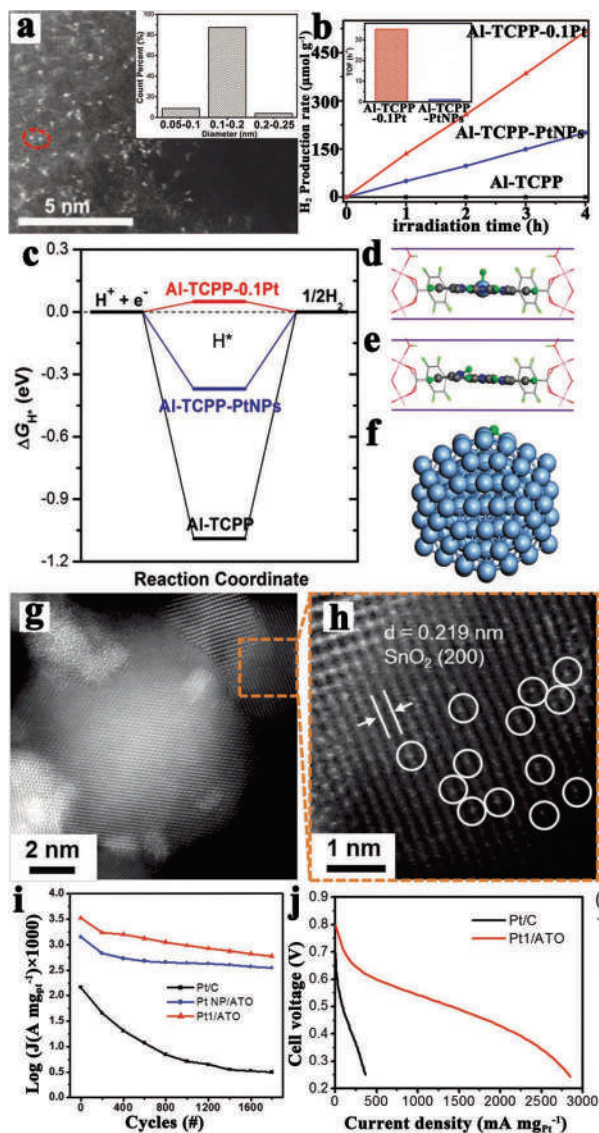 a
Count Percent (%)
100
80
60
40
20
0
0.05-0.1 0.1-0.2 0.2-0.25
Diameter (nm)
5 nm
b
H₂ Production rate (μmol g⁻¹)
450
300
150
0
TOF (h⁻¹)
30
20
10
0
Al-TCPP
-0.1Pt
Al-TCPP
-PtNPs
Al-TCPP-0.1Pt
Al-TCPP-PtNPs
Al-TCPP
0 1 2 3 4
irradiation time (h)
c
ΔG_H* (eV)
0.3
0.0
-0.3
-0.6
-0.9
-1.2
H⁺ + e⁻
Al-TCPP-0.1Pt
1/2H₂
H*
Al-TCPP-PtNPs
Al-TCPP
Reaction Coordinate
d
e
f
g
2 nm
h
d = 0.219 nm
SnO₂ (200)
1 nm
i
Log (J(A mg_pt⁻¹)×1000)
4.0
3.5
3.0
2.5
2.0
1.5
1.0
0.5
0.0
Pt/C
Pt NP/ATO
Pt1/ATO
0 400 800 1200 1600
Cycles (#)
j
Cell voltage (V)
0.9
0.8
0.7
0.6
0.5
0.4
0.3
0.2
Pt/C
Pt1/ATO
0 500 1000 1500 2000 2500 3000
Current density (mA mg_Pt⁻¹)